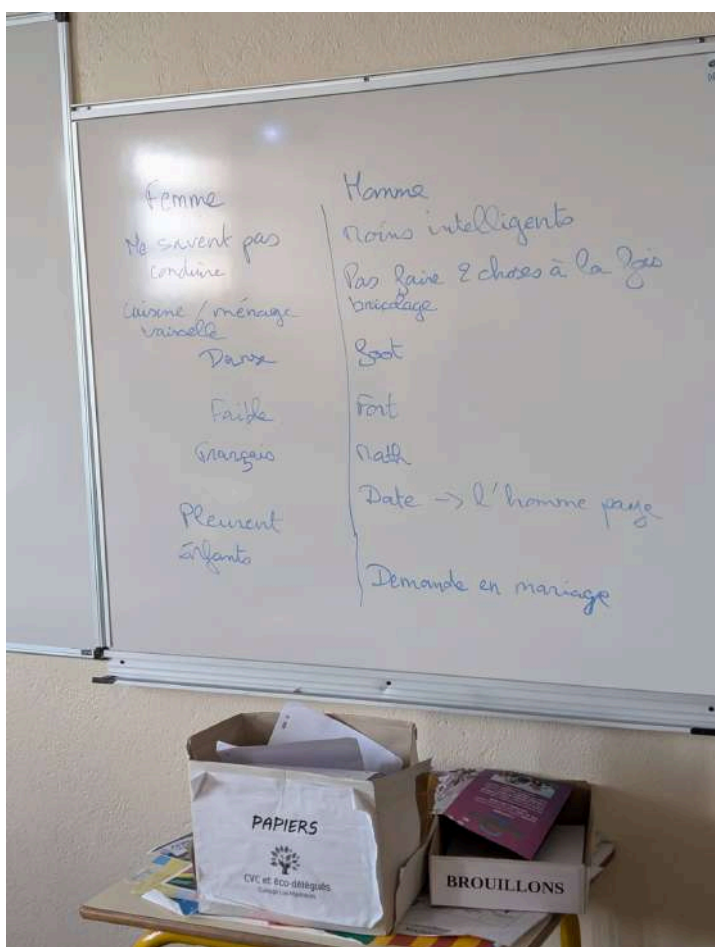 Femme
Ne savent pas
conduire
cuisine / ménage
vaisselle
Danse
Faible
Français
Pleurent
Enfants
Homme
Moins intelligents
Pas faire 2 choses à la fois
bricolage
Foot
Fort
Math
Date -> l'homme paye
Demande en mariage
PAPIERS
CVC et éco-délégués
BROUILLONS